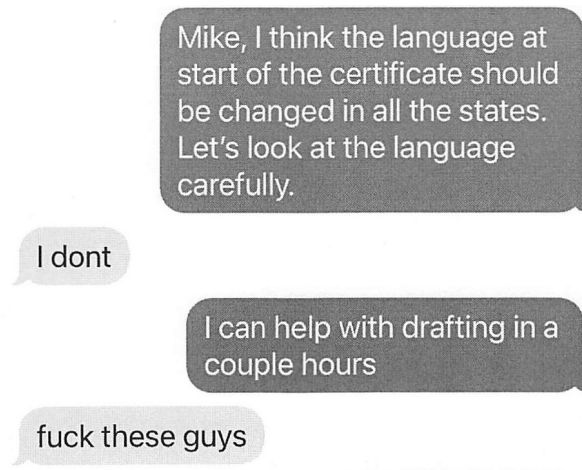 Mike, I think the language at
start of the certificate should
be changed in all the states.
Let's look at the language
carefully.
I dont
I can help with drafting in a
couple hours
fuck these guys